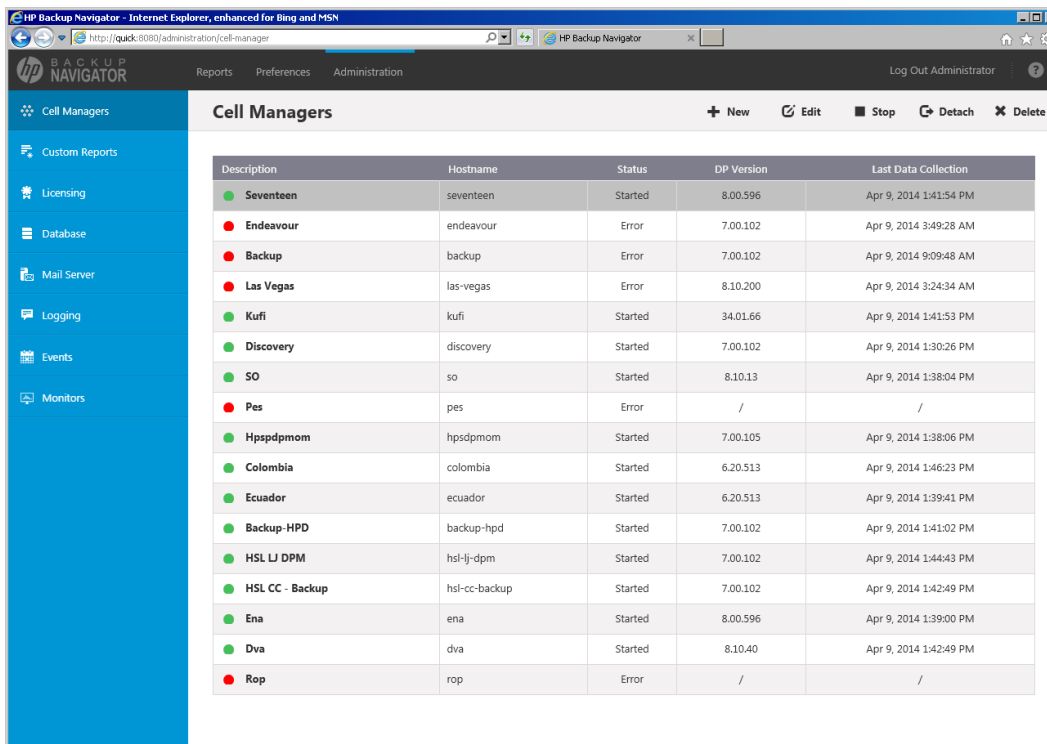 HP Backup Navigator - Internet Explorer, enhanced for Bing and MSN
http://quick:8080/administration/cell-manager
HP Backup Navigator
hp BACKUP NAVIGATOR
Reports Preferences Administration
Log Out Administrator ?
Cell Managers
Custom Reports
Licensing
Database
Mail Server
Logging
Events
Monitors
Cell Managers
New Edit Stop Detach Delete
Description Hostname Status DP Version Last Data Collection
Seventeen seventeen Started 8.00.596 Apr 9, 2014 1:41:54 PM
Endeavour endeavour Error 7.00.102 Apr 9, 2014 3:49:28 AM
Backup backup Error 7.00.102 Apr 9, 2014 9:09:48 AM
Las Vegas las-vegas Error 8.10.200 Apr 9, 2014 3:24:34 AM
Kufi kufi Started 34.01.66 Apr 9, 2014 1:41:53 PM
Discovery discovery Started 7.00.102 Apr 9, 2014 1:30:26 PM
SO so Started 8.10.13 Apr 9, 2014 1:38:04 PM
Pes pes Error / /
Hpspdpmom hpsdpmom Started 7.00.105 Apr 9, 2014 1:38:06 PM
Colombia colombia Started 6.20.513 Apr 9, 2014 1:46:23 PM
Ecuador ecuador Started 6.20.513 Apr 9, 2014 1:39:41 PM
Backup-HPD backup-hpd Started 7.00.102 Apr 9, 2014 1:41:02 PM
HSL LJ DPM hsl-lj-dpm Started 7.00.102 Apr 9, 2014 1:44:43 PM
HSL CC - Backup hsl-cc-backup Started 7.00.102 Apr 9, 2014 1:42:49 PM
Ena ena Started 8.00.596 Apr 9, 2014 1:39:00 PM
Dva dva Started 8.10.40 Apr 9, 2014 1:42:49 PM
Rop rop Error / /